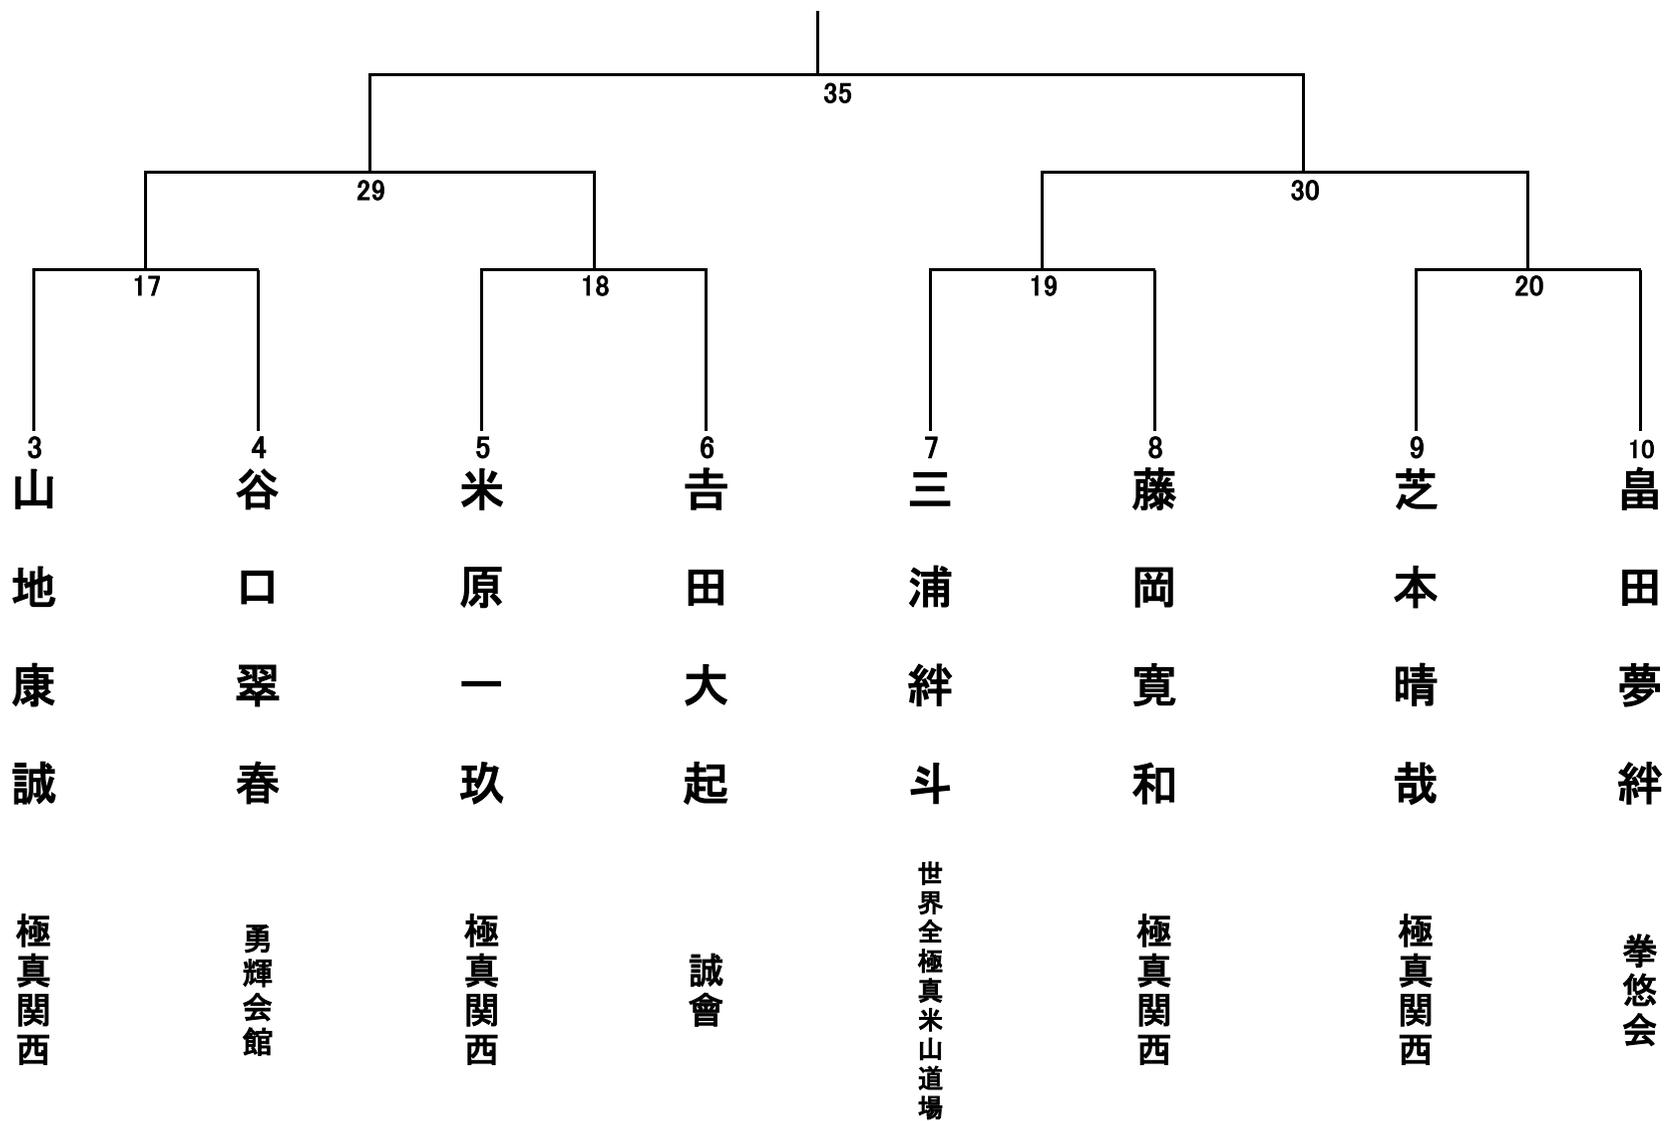 35
29
30
17
18
19
20
3
4
5
6
7
8
9
10
山地康誠
谷口翠春
米原一玖
𠮷田大起
三浦絆斗
藤岡寛和
芝本晴哉
畠田夢絆
極真関西
勇輝会館
極真関西
誠會
世界全極真米山道場
極真関西
極真関西
拳悠会